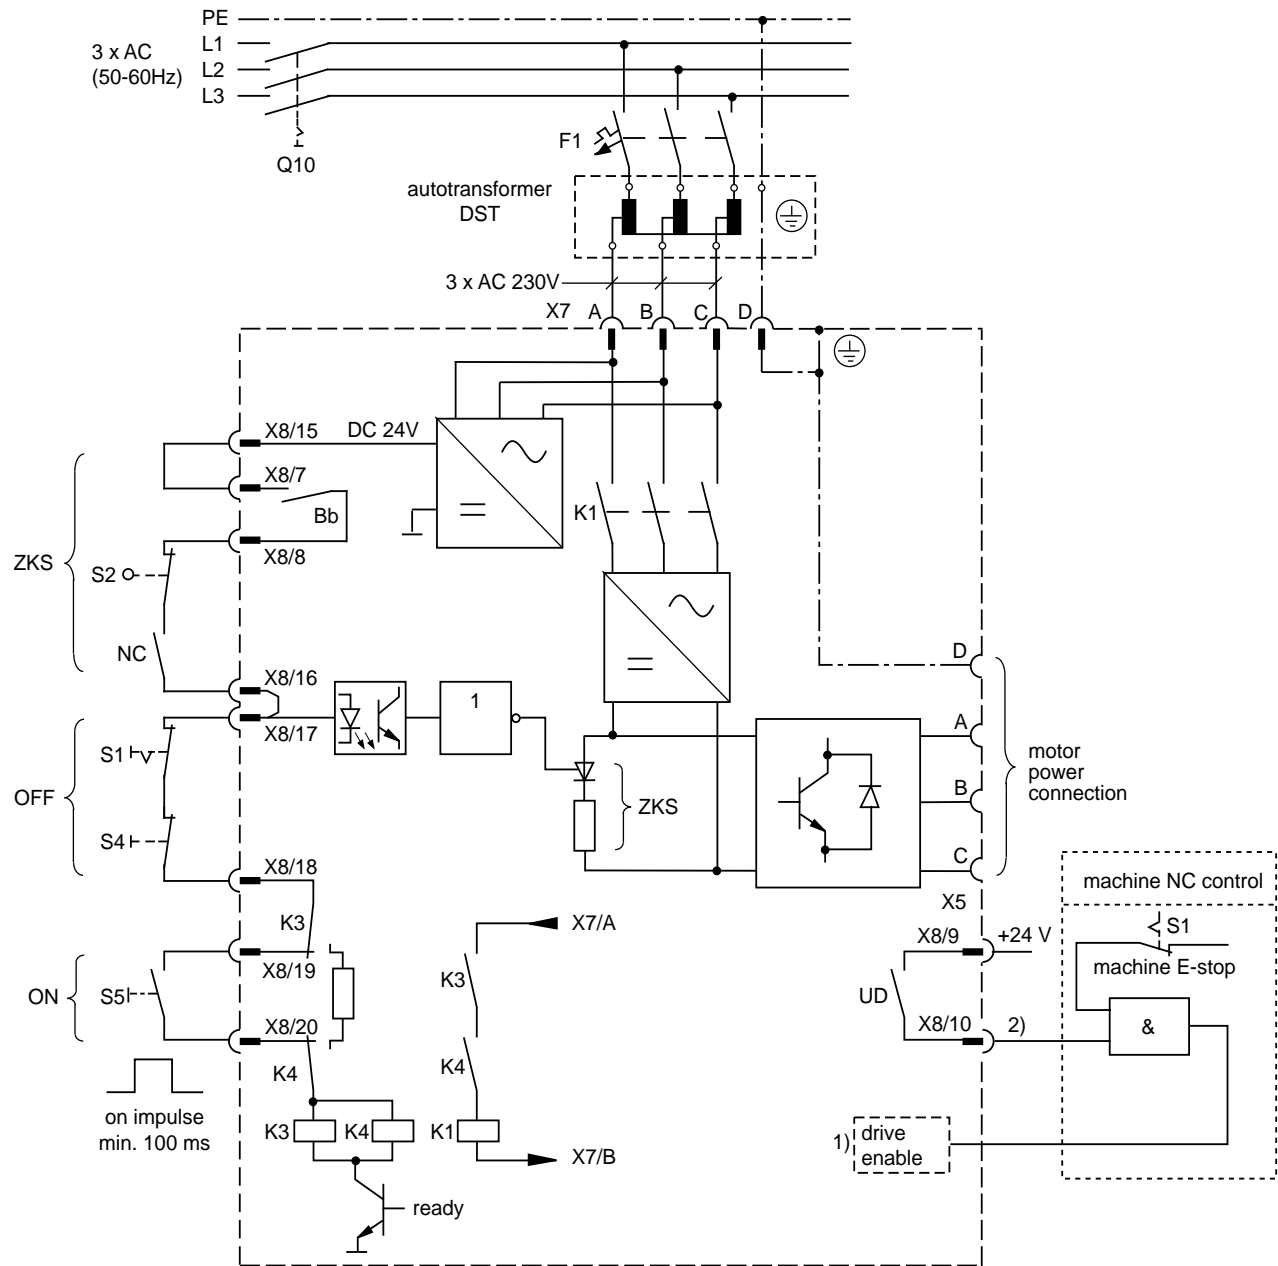 PE
L1
3 x AC
(50-60Hz)
L2
L3
Q10
F1
autotransformer
DST
3 x AC 230V
X7
A
B
C
D
X8/15
DC 24V
X8/7
Bb
K1
X8/8
ZKS
S2
NC
X8/16
X8/17
1
D
S1
OFF
S4
ZKS
A
B
C
motor
power
connection
X8/18
K3
X5
machine NC control
X7/A
X8/9
+24 V
S1
machine E-stop
X8/19
ON
S5
K3
UD
X8/20
X8/10
2)
&
K4
K4
on impulse
min. 100 ms
K3
K4
K1
X7/B
1)
drive
enable
ready